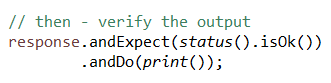 // then - verify the output
response.andExpect(status().isOk())
        .andDo(print());